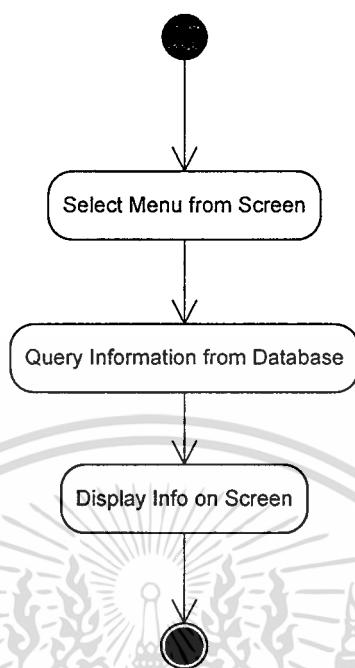 Select Menu from Screen
Query Information from Database
Display Info on Screen